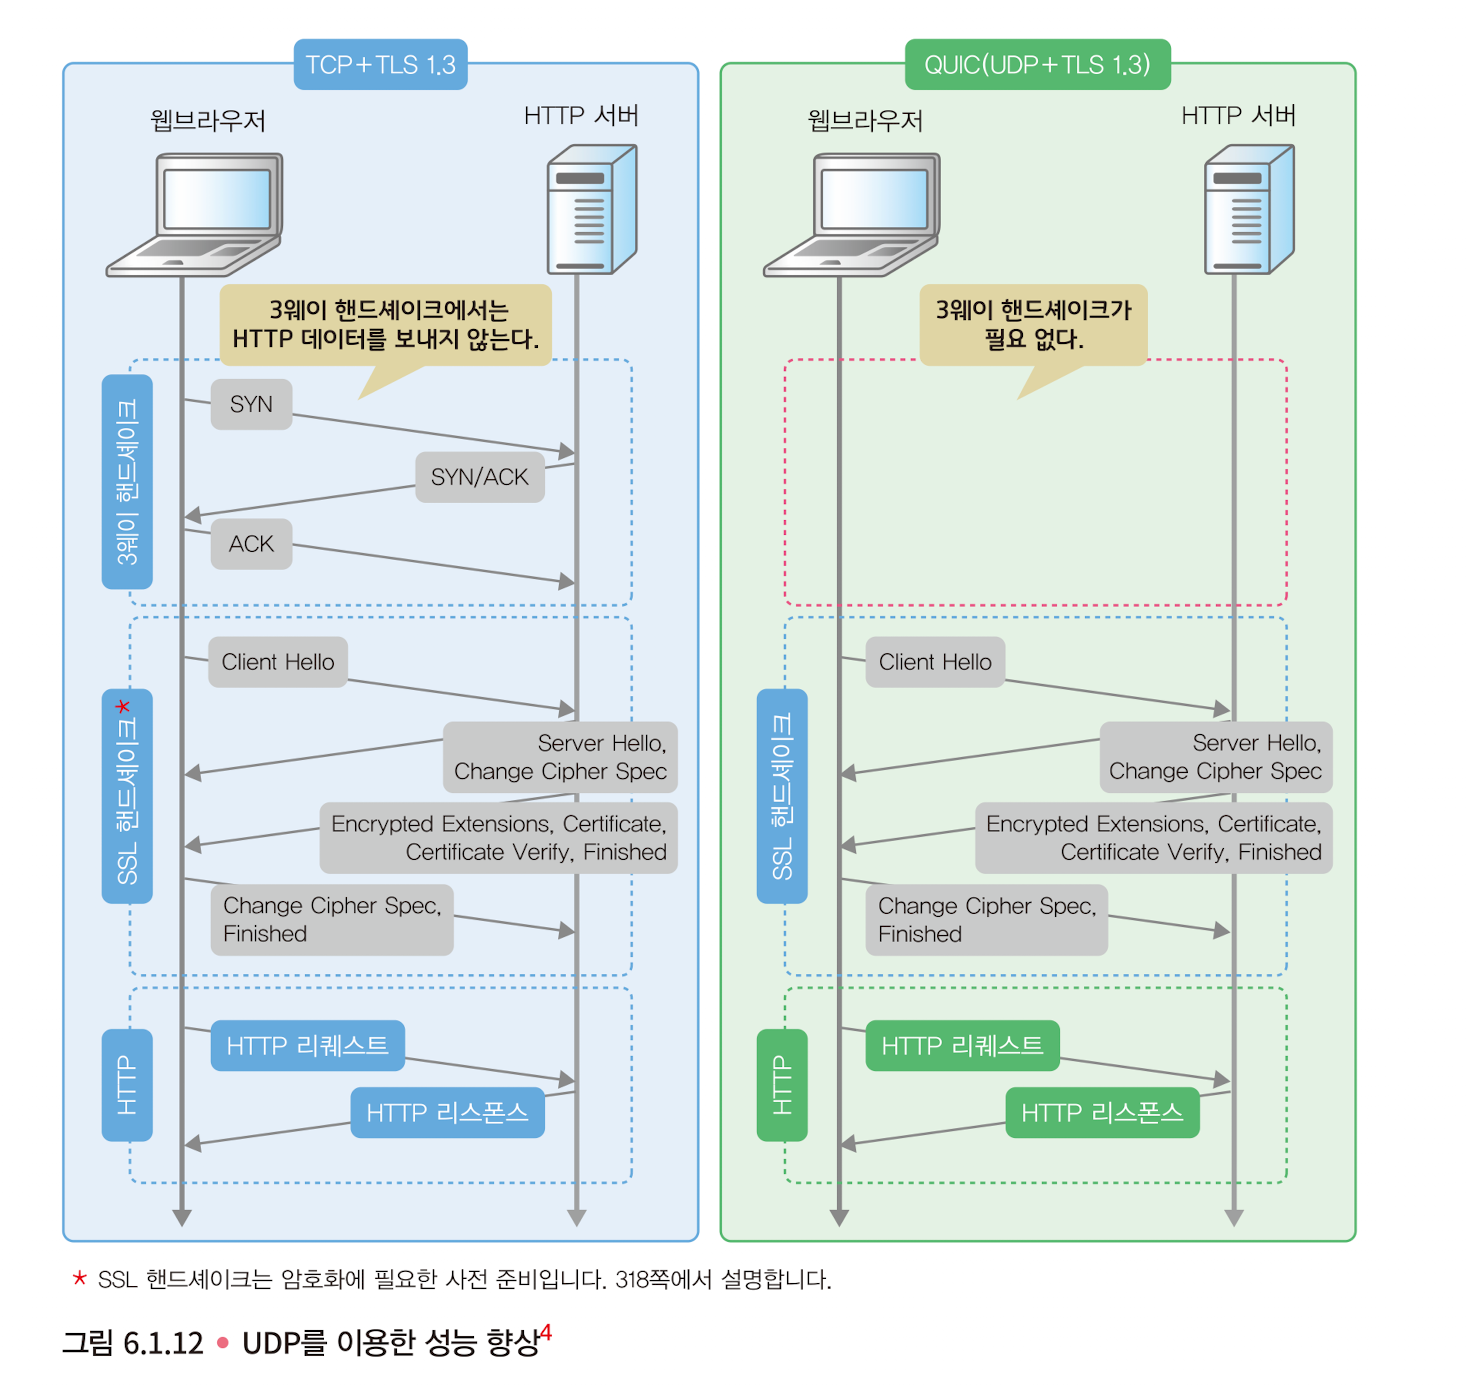 TCP+TLS 1.3
웹브라우저
HTTP 서버
3웨이 핸드셰이크에서는
HTTP 데이터를 보내지 않는다.
3웨이 핸드셰이크
SYN
SYN/ACK
ACK
SSL 핸드셰이크*
Client Hello
Server Hello,
Change Cipher Spec
Encrypted Extensions, Certificate,
Certificate Verify, Finished
Change Cipher Spec,
Finished
HTTP
HTTP 리퀘스트
HTTP 리스폰스
QUIC(UDP+TLS 1.3)
웹브라우저
HTTP 서버
3웨이 핸드셰이크가
필요 없다.
SSL 핸드셰이크
Client Hello
Server Hello,
Change Cipher Spec
Encrypted Extensions, Certificate,
Certificate Verify, Finished
Change Cipher Spec,
Finished
HTTP
HTTP 리퀘스트
HTTP 리스폰스
* SSL 핸드셰이크는 암호화에 필요한 사전 준비입니다. 318쪽에서 설명합니다.
그림 6.1.12 • UDP를 이용한 성능 향상4